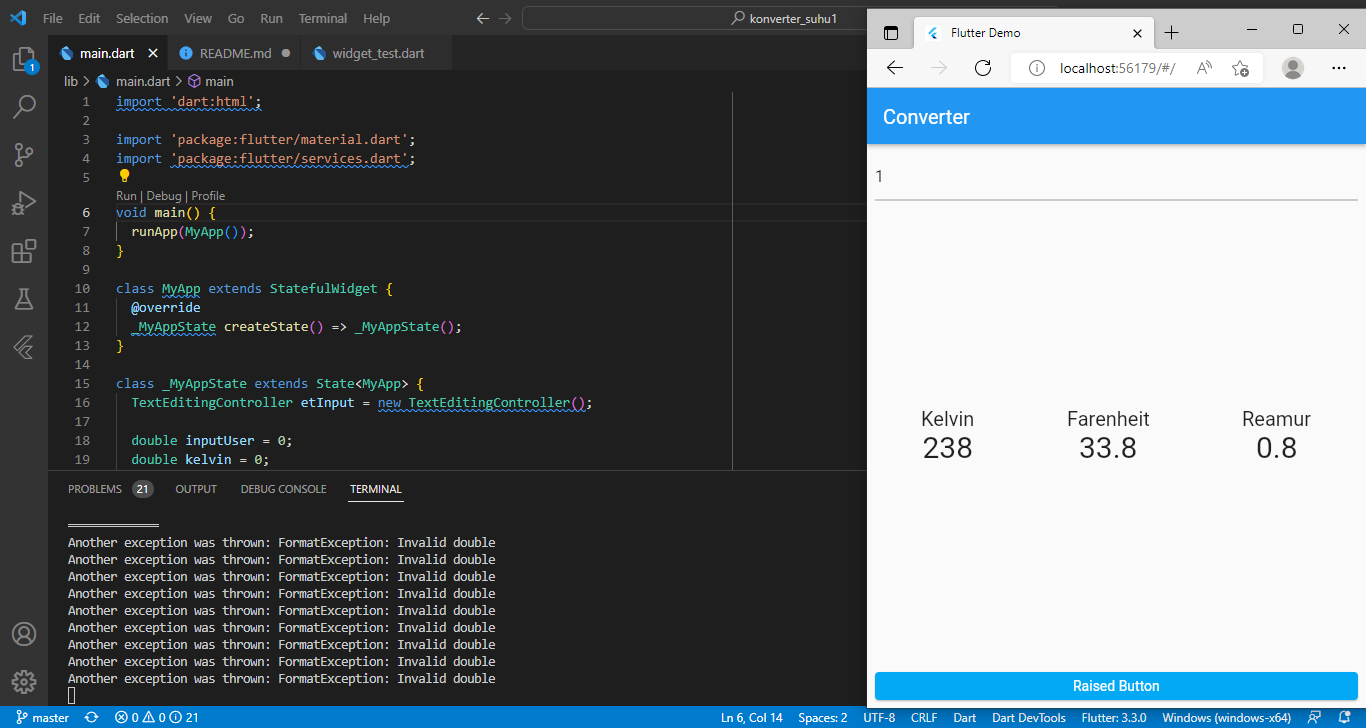 File Edit Selection View Go Run Terminal Help
konverter_suhu1
main.dart
README.md
widget_test.dart
lib > main.dart > main
1 import 'dart:html';
2
3 import 'package:flutter/material.dart';
4 import 'package:flutter/services.dart';
5
Run | Debug | Profile
6 void main() {
7 runApp(MyApp());
8 }
9
10 class MyApp extends StatefulWidget {
11 @override
12 _MyAppState createState() => _MyAppState();
13 }
14
15 class _MyAppState extends State<MyApp> {
16 TextEditingController etInput = new TextEditingController();
17
18 double inputUser = 0;
19 double kelvin = 0;
1
PROBLEMS 21 OUTPUT DEBUG CONSOLE TERMINAL
Another exception was thrown: FormatException: Invalid double
Another exception was thrown: FormatException: Invalid double
Another exception was thrown: FormatException: Invalid double
Another exception was thrown: FormatException: Invalid double
Another exception was thrown: FormatException: Invalid double
Another exception was thrown: FormatException: Invalid double
Another exception was thrown: FormatException: Invalid double
Another exception was thrown: FormatException: Invalid double
Another exception was thrown: FormatException: Invalid double
master 0 0 21 Ln 6, Col 14 Spaces: 2 UTF-8 CRLF Dart Dart DevTools Flutter: 3.3.0 Windows (windows-x64)
Flutter Demo
localhost:56179/#/
Converter
1
Kelvin Farenheit Reamur
238 33.8 0.8
Raised Button